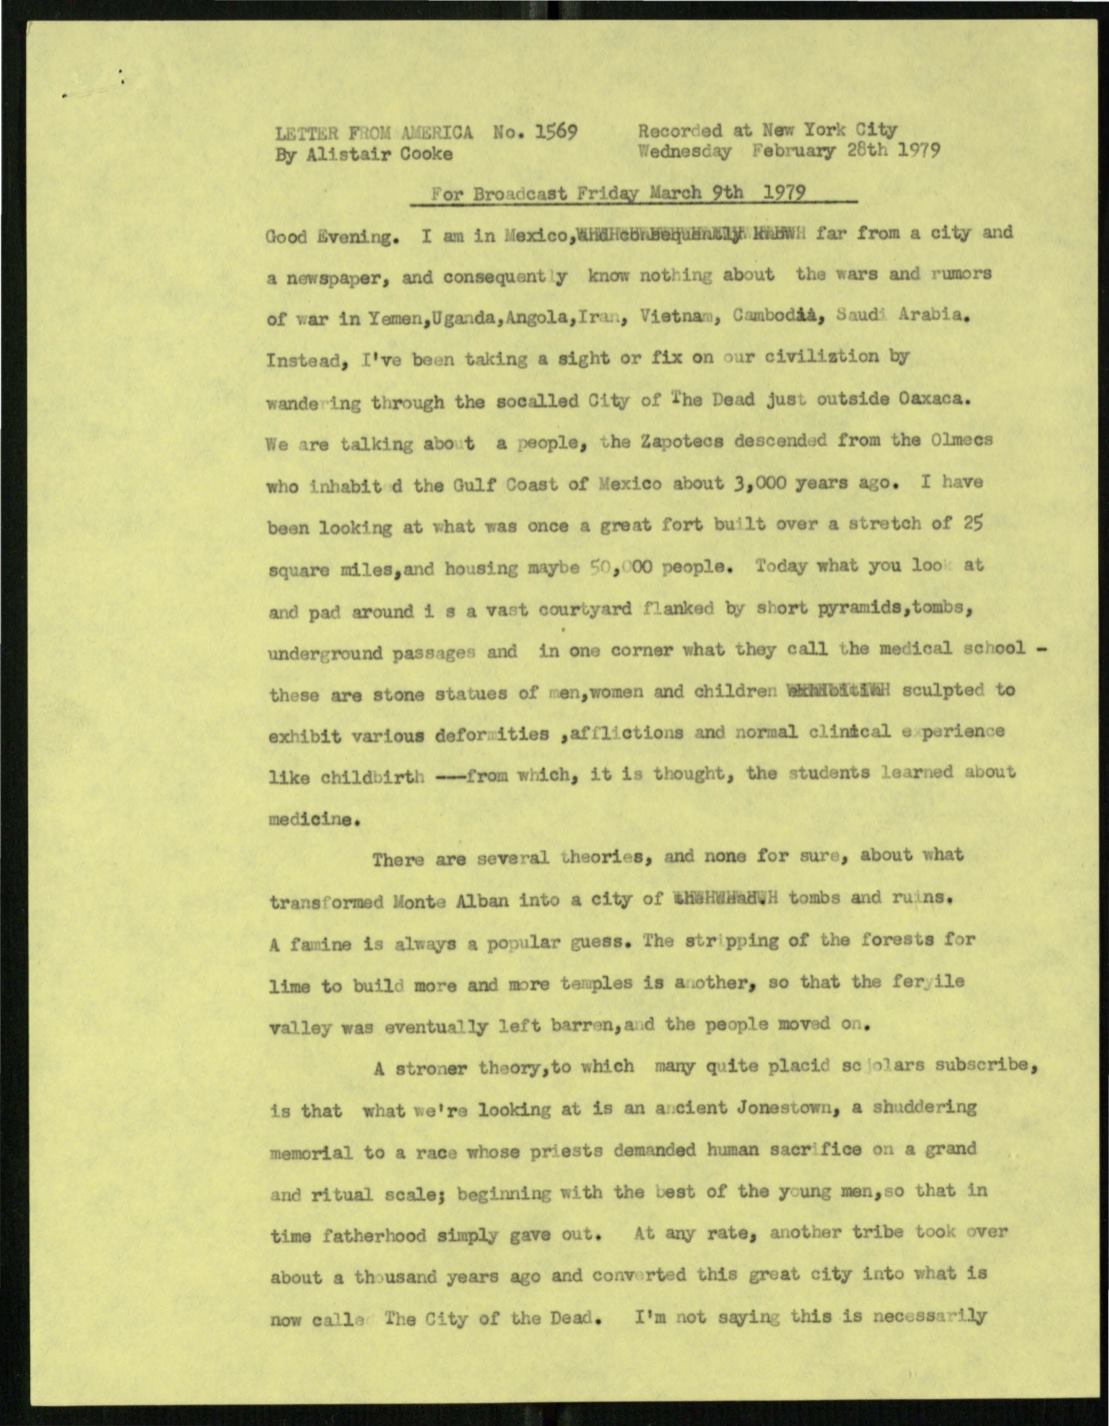 LETTER FROM AMERICA No. 1569 Recorded at New York City
By Alistair Cooke Wednesday February 28th 1979
For Broadcast Friday March 9th 1979
Good Evening. I am in Mexico, far from a city and
a newspaper, and consequently know nothing about the wars and rumors
of war in Yemen,Uganda,Angola,Iran, Vietnam, Cambodia, Saudi Arabia.
Instead, I've been taking a sight or fix on our civiliztion by
wandering through the socalled City of The Dead just outside Oaxaca.
We are talking about a people, the Zapotecs descended from the Olmecs
who inhabit d the Gulf Coast of Mexico about 3,000 years ago. I have
been looking at what was once a great fort built over a stretch of 25
square miles,and housing maybe 50,000 people. Today what you look at
and pad around i s a vast courtyard flanked by short pyramids,tombs,
underground passages and in one corner what they call the medical school -
these are stone statues of men,women and children sculpted to
exhibit various deformities ,afflictions and normal clinical experience
like childbirth ---from which, it is thought, the students learned about
medicine.
There are several theories, and none for sure, about what
transformed Monte Alban into a city of tombs and ruins.
A famine is always a popular guess. The stripping of the forests for
lime to build more and more temples is another, so that the feryile
valley was eventually left barren,and the people moved on.
A stroner theory,to which many quite placid scholars subscribe,
is that what we're looking at is an ancient Jonestown, a shuddering
memorial to a race whose priests demanded human sacrifice on a grand
and ritual scale; beginning with the best of the young men,so that in
time fatherhood simply gave out. At any rate, another tribe took over
about a thousand years ago and converted this great city into what is
now calle The City of the Dead. I'm not saying this is necessarily